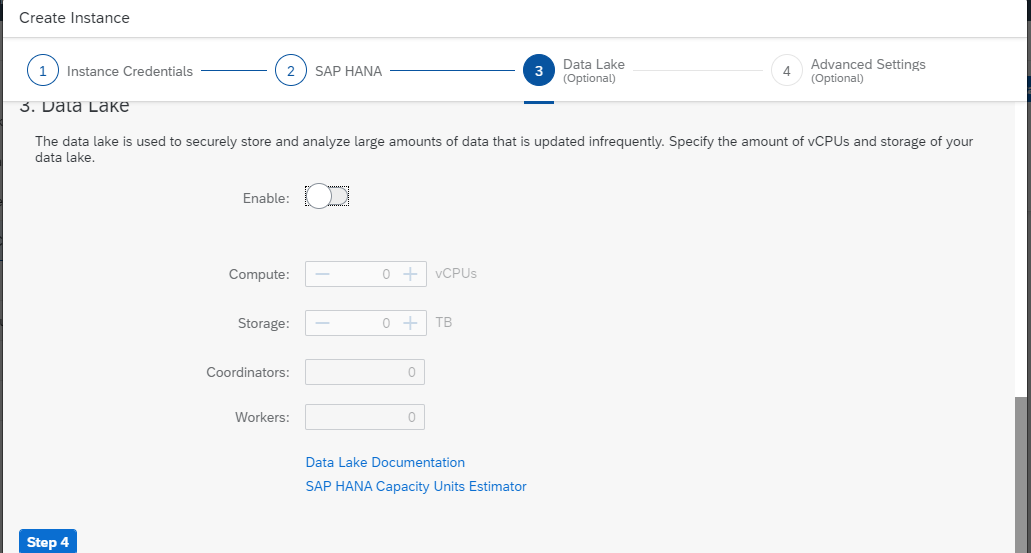 Create Instance
1 Instance Credentials
2 SAP HANA
3 Data Lake
(Optional)
4 Advanced Settings
(Optional)
3. Data Lake
The data lake is used to securely store and analyze large amounts of data that is updated infrequently. Specify the amount of vCPUs and storage of your
data lake.
Enable:
Compute: 0 vCPUs
Storage: 0 TB
Coordinators: 0
Workers: 0
Data Lake Documentation
SAP HANA Capacity Units Estimator
Step 4